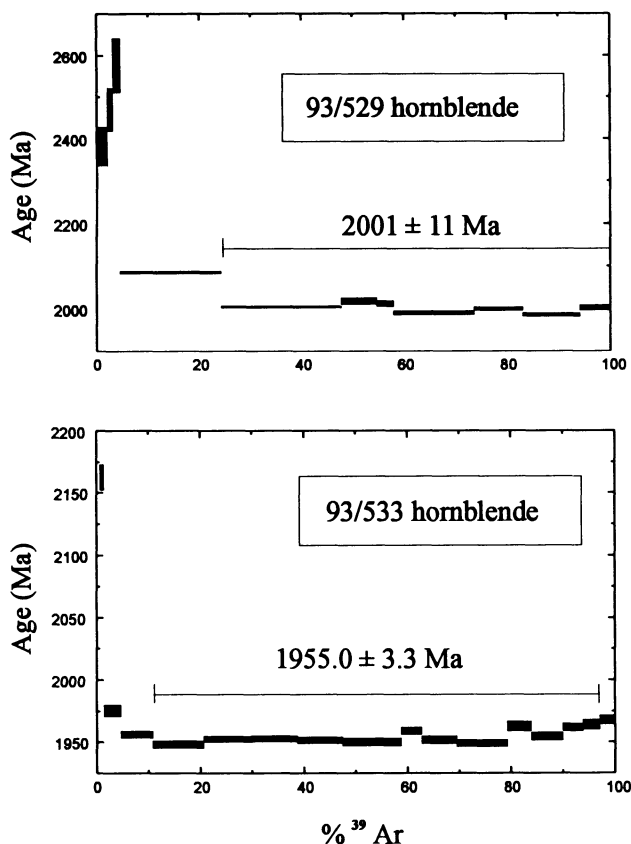 2600
2400
2200
2000
Age (Ma)
93/529 hornblende
2001 ± 11 Ma
0 20 40 60 80 100
2200
2150
2100
2050
2000
1950
Age (Ma)
93/533 hornblende
1955.0 ± 3.3 Ma
0 20 40 60 80 100
% ³⁹ Ar